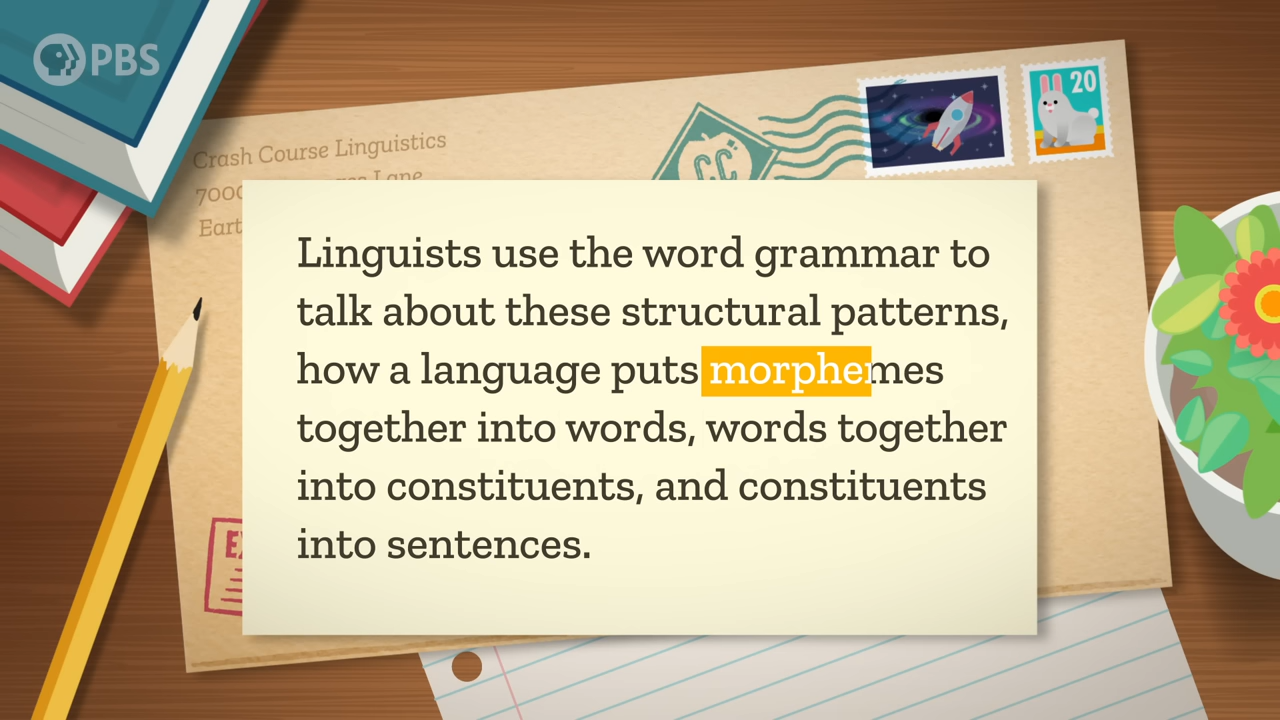 PBS
20
Crash Course Linguistics
CC
Linguists use the word grammar to
talk about these structural patterns,
how a language puts morphemes
together into words, words together
into constituents, and constituents
into sentences.